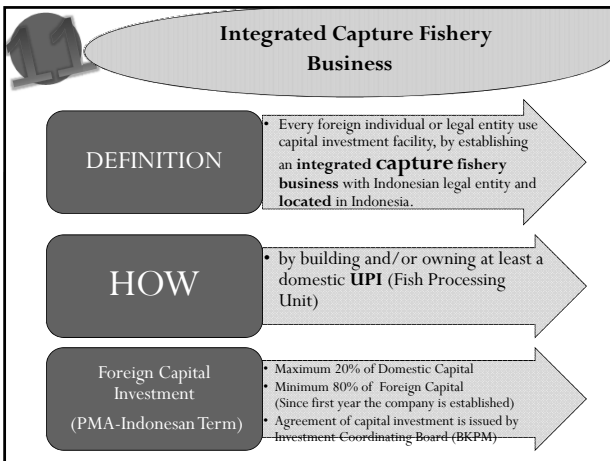 Integrated Capture Fishery
Business
DEFINITION
• Every foreign individual or legal entity use
capital investment facility, by establishing
an integrated capture fishery
business with Indonesian legal entity and
located in Indonesia.
HOW
• by building and/or owning at least a
domestic UPI (Fish Processing
Unit)
Foreign Capital
Investment
(PMA-Indonesan Term)
• Maximum 20% of Domestic Capital
• Minimum 80% of Foreign Capital
(Since first year the company is established)
• Agreement of capital investment is issued by
Investment Coordinating Board (BKPM)